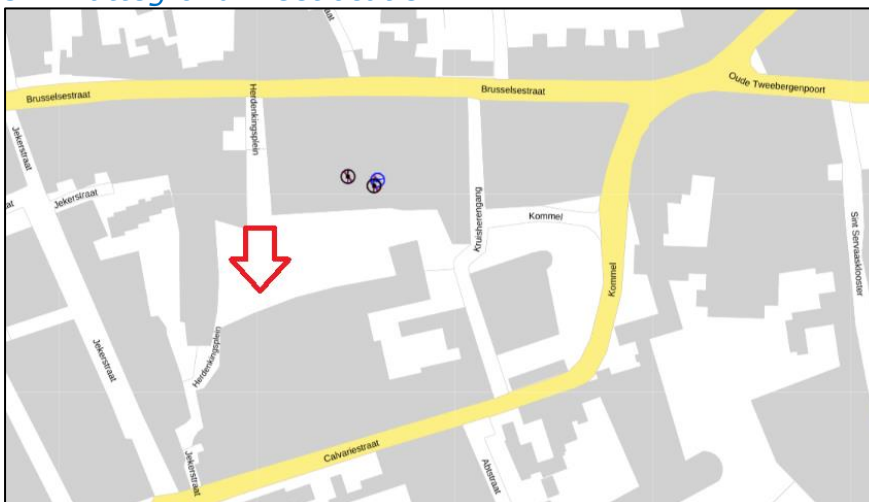 Brusselsestraat
Brusselsestraat
Oude Tweebergenpoort
Herdenkingsplein
Jekerstraat
Jekerstraat
Kruisherengang
Kommel
Kommel
Sint Servaasklooster
Herdenkingsplein
Jekerstraat
Calvariestraat
Abtstraat
Jekerstraat